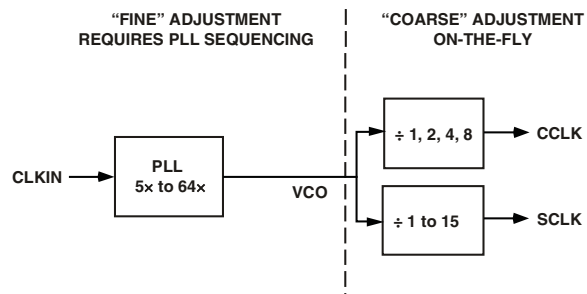 “FINE” ADJUSTMENT
REQUIRES PLL SEQUENCING
“COARSE” ADJUSTMENT
ON-THE-FLY
CLKIN
PLL
5× to 64×
VCO
÷ 1, 2, 4, 8
CCLK
÷ 1 to 15
SCLK